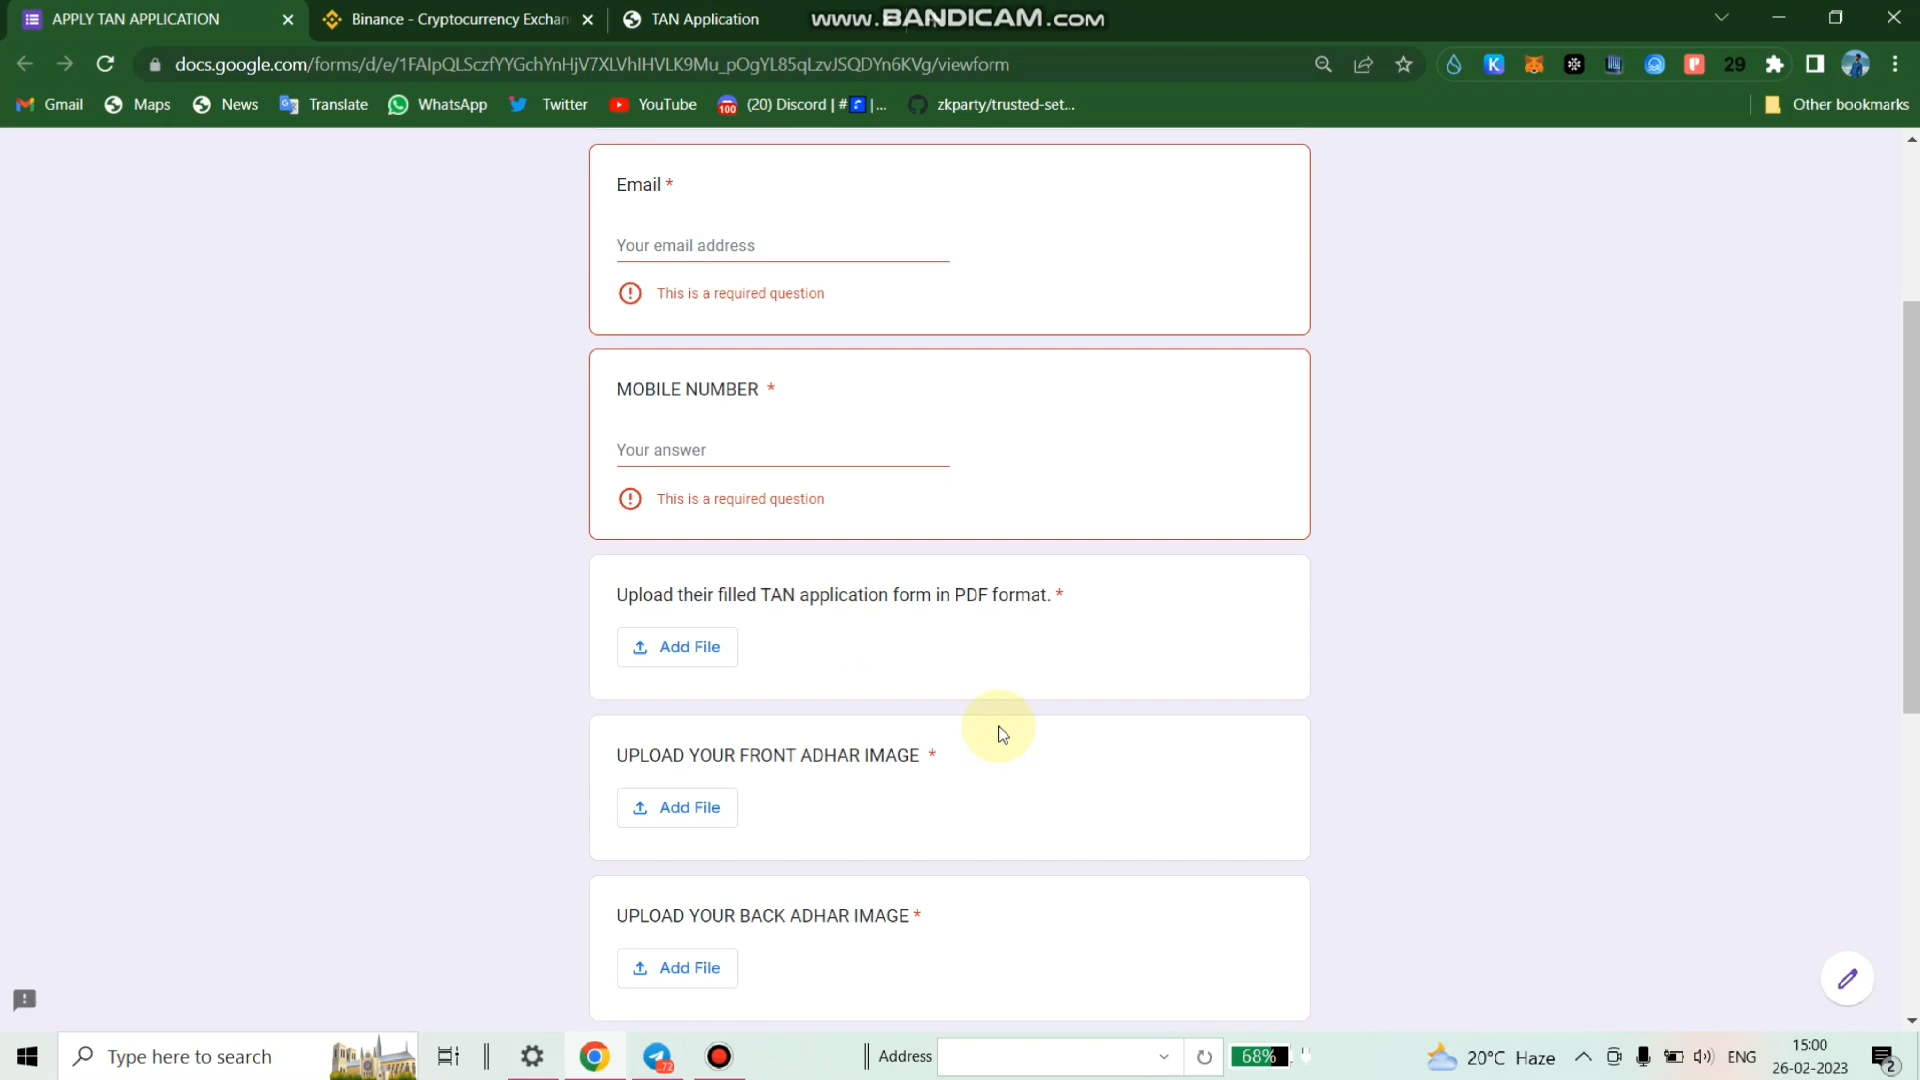 APPLY TAN APPLICATION
Binance - Cryptocurrency Exchan
TAN Application
www.BANDICAM.com
docs.google.com/forms/d/e/1FAIpQLSczfYYGchYnHjV7XLVhIHVLK9Mu_pOgYL85qLzvJSQDYn6KVg/viewform
29
Gmail
Maps
News
Translate
WhatsApp
Twitter
YouTube
100
(20) Discord | # | ...
zkparty/trusted-set...
Other bookmarks
Email *
Your email address
This is a required question
MOBILE NUMBER *
Your answer
This is a required question
Upload their filled TAN application form in PDF format. *
Add File
UPLOAD YOUR FRONT ADHAR IMAGE *
Add File
UPLOAD YOUR BACK ADHAR IMAGE *
Add File
Type here to search
72
Address
68%
20°C Haze
ENG
15:00
26-02-2023
2